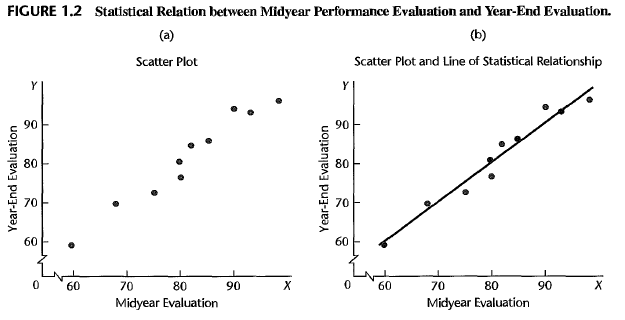 FIGURE 1.2 Statistical Relation between Midyear Performance Evaluation and Year-End Evaluation.
(a)
Scatter Plot
Y
90
80
70
60
0 60 70 80 90 X
Year-End Evaluation
Midyear Evaluation
(b)
Scatter Plot and Line of Statistical Relationship
Y
90
80
70
60
0 60 70 80 90 X
Year-End Evaluation
Midyear Evaluation